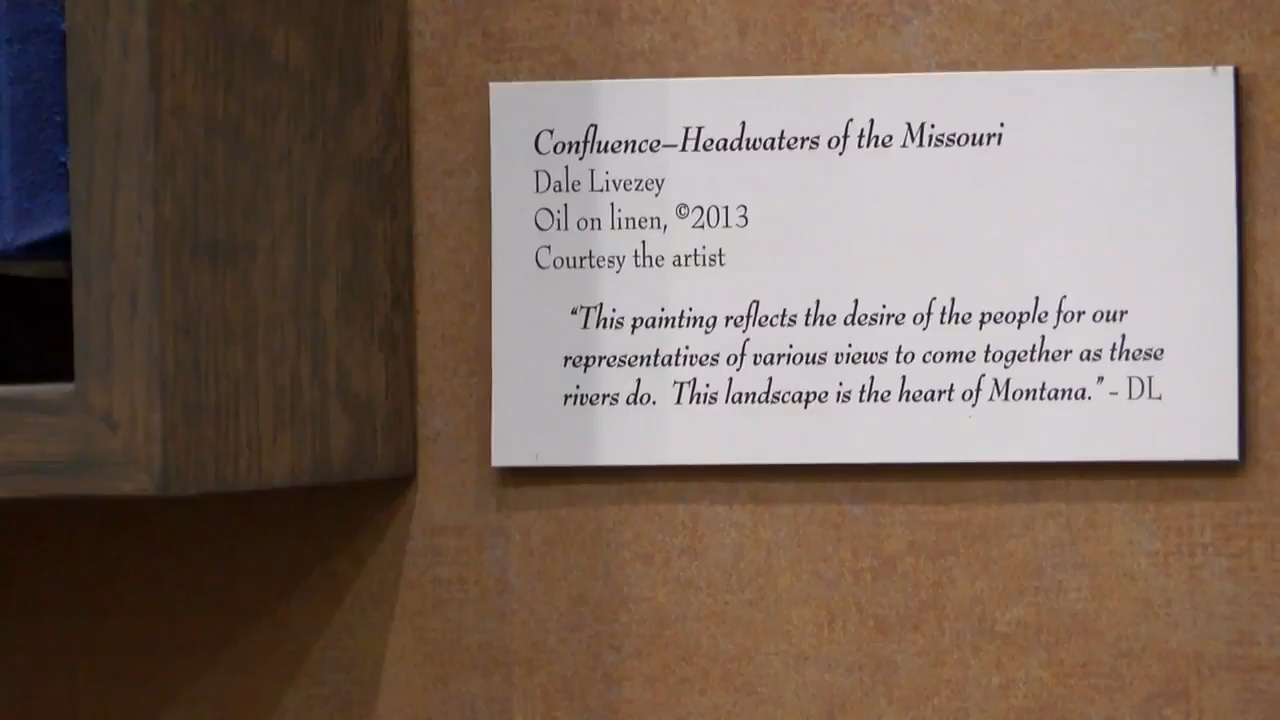 Confluence–Headwaters of the Missouri
Dale Livezey
Oil on linen, ©2013
Courtesy the artist
“This painting reflects the desire of the people for our
representatives of various views to come together as these
rivers do.  This landscape is the heart of Montana.” - DL